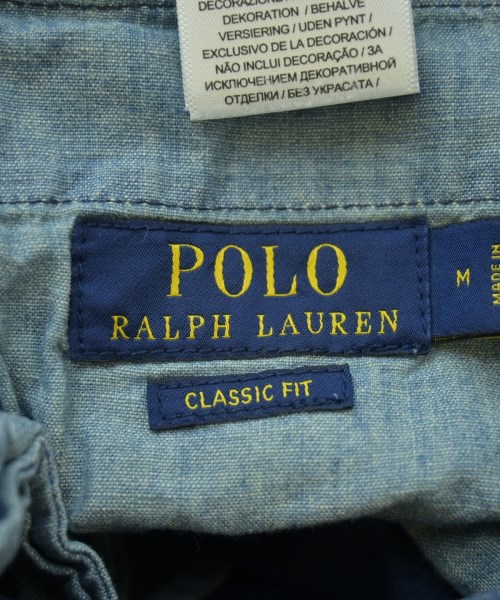 DECORAZIONE
DEKORATION / BEHALVE
VERSIERING / UDEN PYNT /
EXCLUSIVO DE LA DECORACIÓN /
NÃO INCLUI DECORAÇÃO / ЗА
ИСКЛЮЧЕНИЕМ ДЕКОРАТИВНОЙ
ОТДЕЛКИ / БЕЗ УКРАСАТА /
POLO
RALPH LAUREN
M
MADE IN
CLASSIC FIT